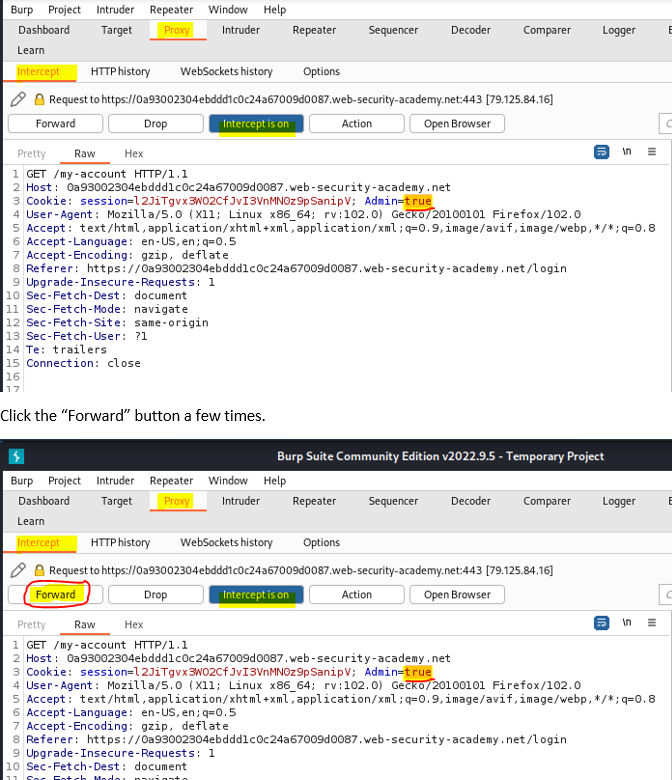 Burp Project Intruder Repeater Window Help
Dashboard Target Proxy Intruder Repeater Sequencer Decoder Comparer Logger
Learn
Intercept HTTP history WebSockets history Options
Request to https://0a93002304ebddd1c0c24a67009d0087.web-security-academy.net:443 [79.125.84.16]
Forward Drop Intercept is on Action Open Browser
Pretty Raw Hex \n
1 GET /my-account HTTP/1.1
2 Host: 0a93002304ebddd1c0c24a67009d0087.web-security-academy.net
3 Cookie: session=l2JiTgvx3WO2CfJvI3VnMNOz9pSanipV; Admin=true
4 User-Agent: Mozilla/5.0 (X11; Linux x86_64; rv:102.0) Gecko/20100101 Firefox/102.0
5 Accept: text/html,application/xhtml+xml,application/xml;q=0.9,image/avif,image/webp,*/*;q=0.8
6 Accept-Language: en-US,en;q=0.5
7 Accept-Encoding: gzip, deflate
8 Referer: https://0a93002304ebddd1c0c24a67009d0087.web-security-academy.net/login
9 Upgrade-Insecure-Requests: 1
10 Sec-Fetch-Dest: document
11 Sec-Fetch-Mode: navigate
12 Sec-Fetch-Site: same-origin
13 Sec-Fetch-User: ?1
14 Te: trailers
15 Connection: close
16
17
Click the “Forward” button a few times.
Burp Suite Community Edition v2022.9.5 - Temporary Project
Burp Project Intruder Repeater Window Help
Dashboard Target Proxy Intruder Repeater Sequencer Decoder Comparer Logger
Learn
Intercept HTTP history WebSockets history Options
Request to https://0a93002304ebddd1c0c24a67009d0087.web-security-academy.net:443 [79.125.84.16]
Forward Drop Intercept is on Action Open Browser
Pretty Raw Hex \n
1 GET /my-account HTTP/1.1
2 Host: 0a93002304ebddd1c0c24a67009d0087.web-security-academy.net
3 Cookie: session=l2JiTgvx3WO2CfJvI3VnMNOz9pSanipV; Admin=true
4 User-Agent: Mozilla/5.0 (X11; Linux x86_64; rv:102.0) Gecko/20100101 Firefox/102.0
5 Accept: text/html,application/xhtml+xml,application/xml;q=0.9,image/avif,image/webp,*/*;q=0.8
6 Accept-Language: en-US,en;q=0.5
7 Accept-Encoding: gzip, deflate
8 Referer: https://0a93002304ebddd1c0c24a67009d0087.web-security-academy.net/login
9 Upgrade-Insecure-Requests: 1
10 Sec-Fetch-Dest: document
11 Sec-Fetch-Mode: navigate